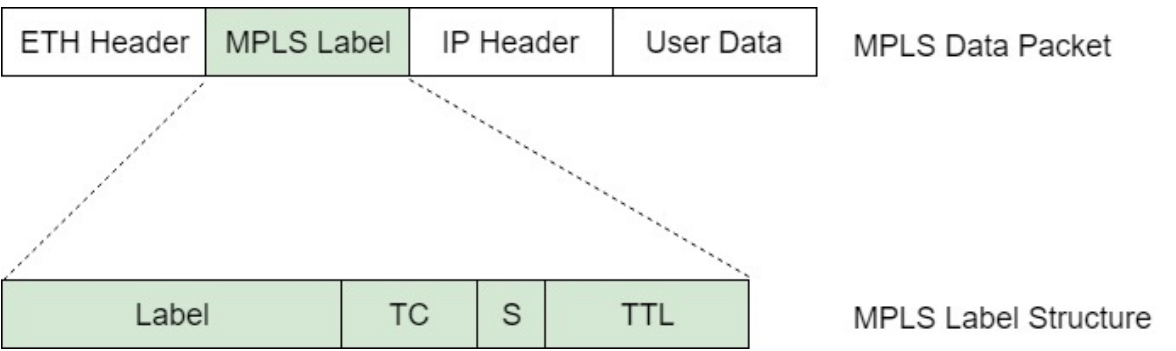 ETH Header MPLS Label IP Header User Data MPLS Data Packet
Label TC S TTL MPLS Label Structure